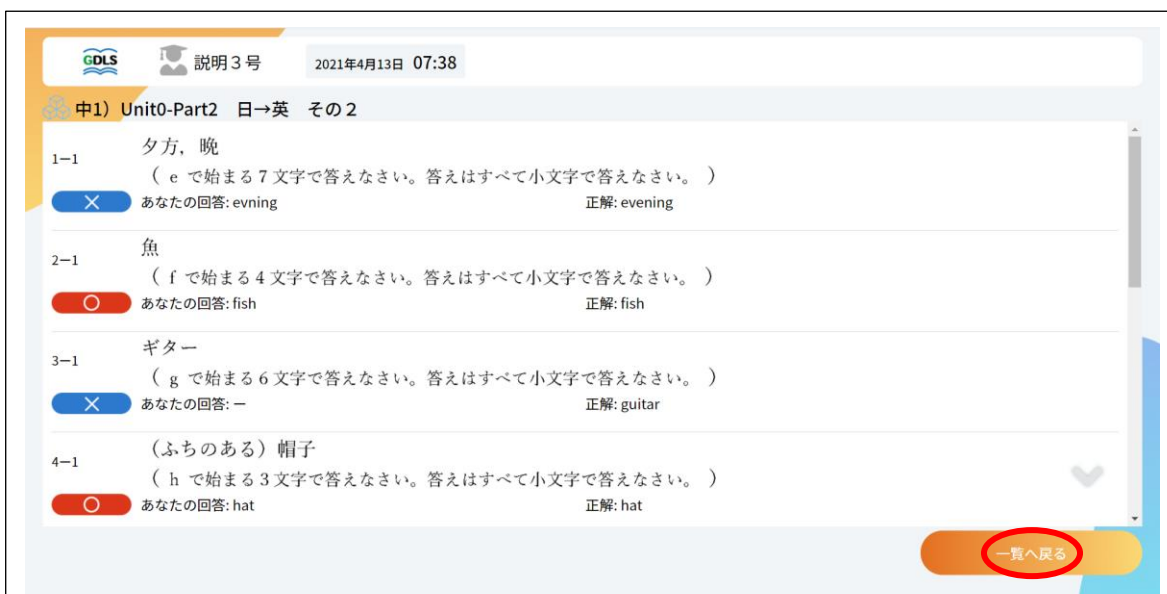 GDLS 説明3号 2021年4月13日 07:38
中1) Unit0-Part2 日→英 その2
1ー1 夕方，晩
( e で始まる7文字で答えなさい。答えはすべて小文字で答えなさい。 )
× あなたの回答: evning 正解: evening
2ー1 魚
( f で始まる4文字で答えなさい。答えはすべて小文字で答えなさい。 )
○ あなたの回答: fish 正解: fish
3ー1 ギター
( g で始まる6文字で答えなさい。答えはすべて小文字で答えなさい。 )
× あなたの回答: ー 正解: guitar
4ー1 （ふちのある）帽子
( h で始まる3文字で答えなさい。答えはすべて小文字で答えなさい。 )
○ あなたの回答: hat 正解: hat
一覧へ戻る